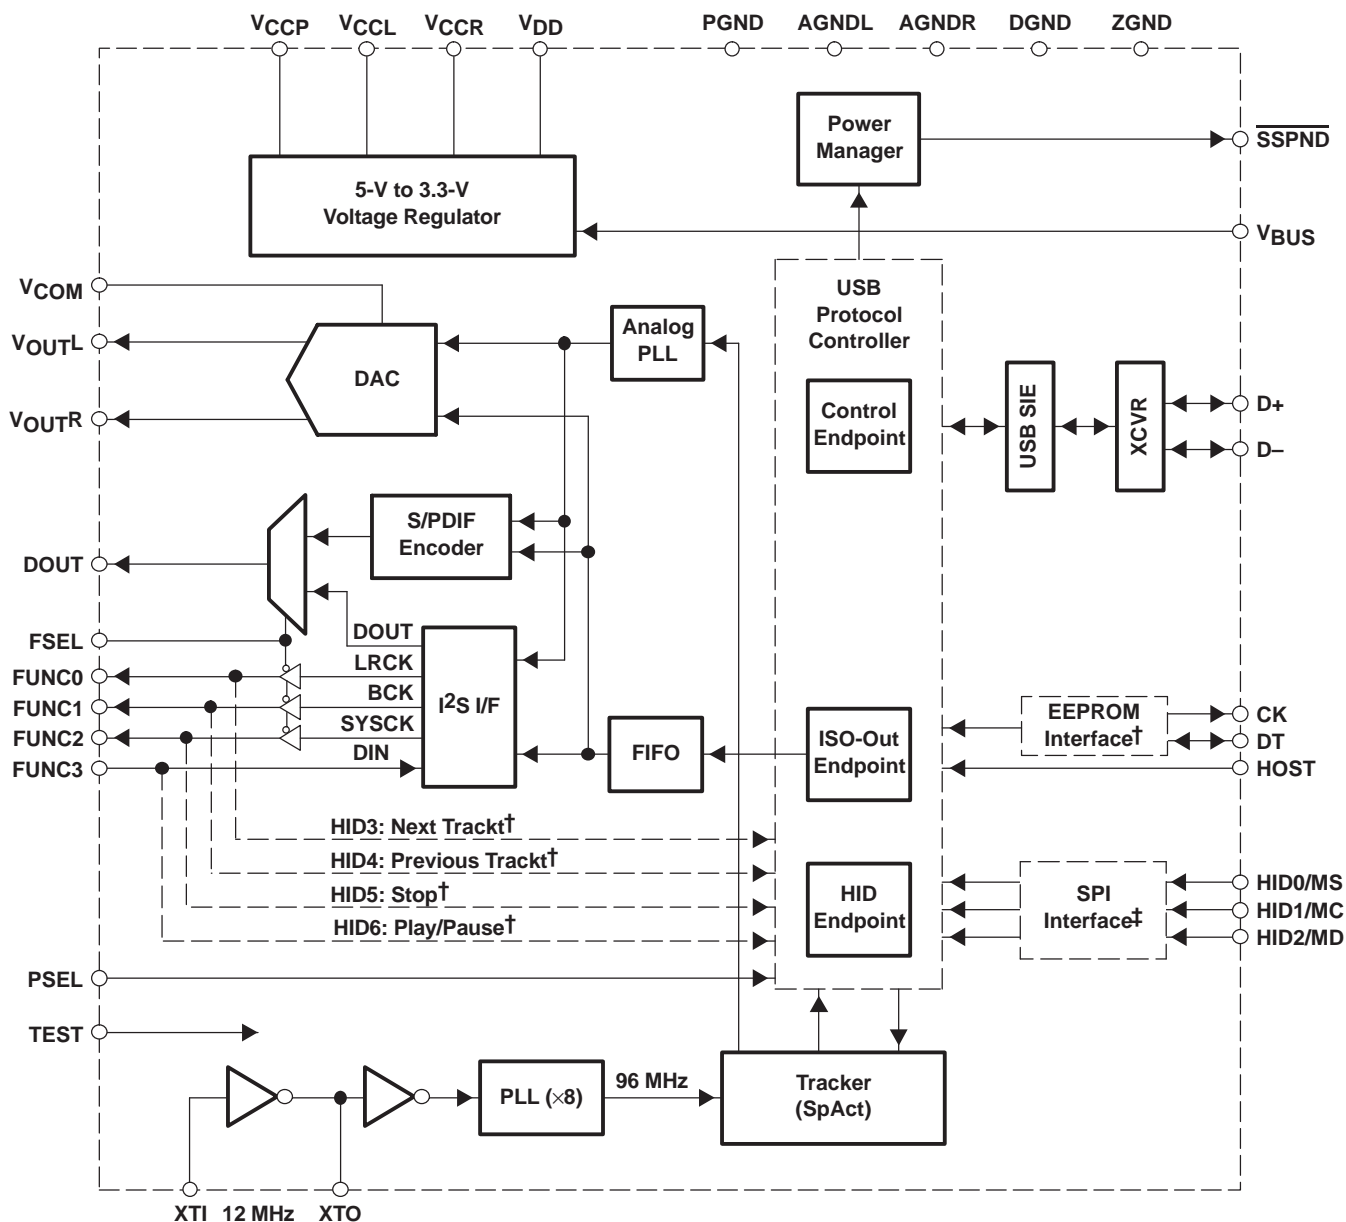 VCCP VCCL VCCR VDD PGND AGNDL AGNDR DGND ZGND
Power
Manager
SSPND
5-V to 3.3-V
Voltage Regulator
VBUS
VCOM
USB
Protocol
Controller
VOUTL
Analog
PLL
DAC
VOUTR
Control
Endpoint
USB SIE
XCVR
D+
D–
S/PDIF
Encoder
DOUT
FSEL
DOUT
FUNC0
LRCK
FUNC1
BCK
I2S I/F
FUNC2
SYSCK
FUNC3
DIN
FIFO
ISO-Out
Endpoint
EEPROM
Interface†
CK
DT
HOST
HID3: Next Trackt†
HID4: Previous Trackt†
HID5: Stop†
HID6: Play/Pause†
HID
Endpoint
SPI
Interface‡
HID0/MS
HID1/MC
HID2/MD
PSEL
TEST
PLL (×8)
96 MHz
Tracker
(SpAct)
XTI 12 MHz XTO